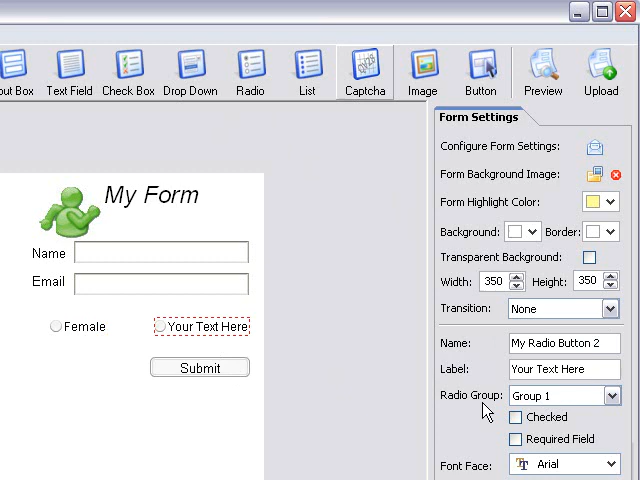 out Box Text Field Check Box Drop Down Radio List Captcha Image Button Preview Upload
Form Settings
Configure Form Settings:
Form Background Image:
Form Highlight Color:
Background: Border:
Transparent Background:
Width: 350 Height: 350
Transition: None
Name: My Radio Button 2
Label: Your Text Here
Radio Group: Group 1
Checked
Required Field
Font Face: Arial
My Form
Name
Email
Female Your Text Here
Submit